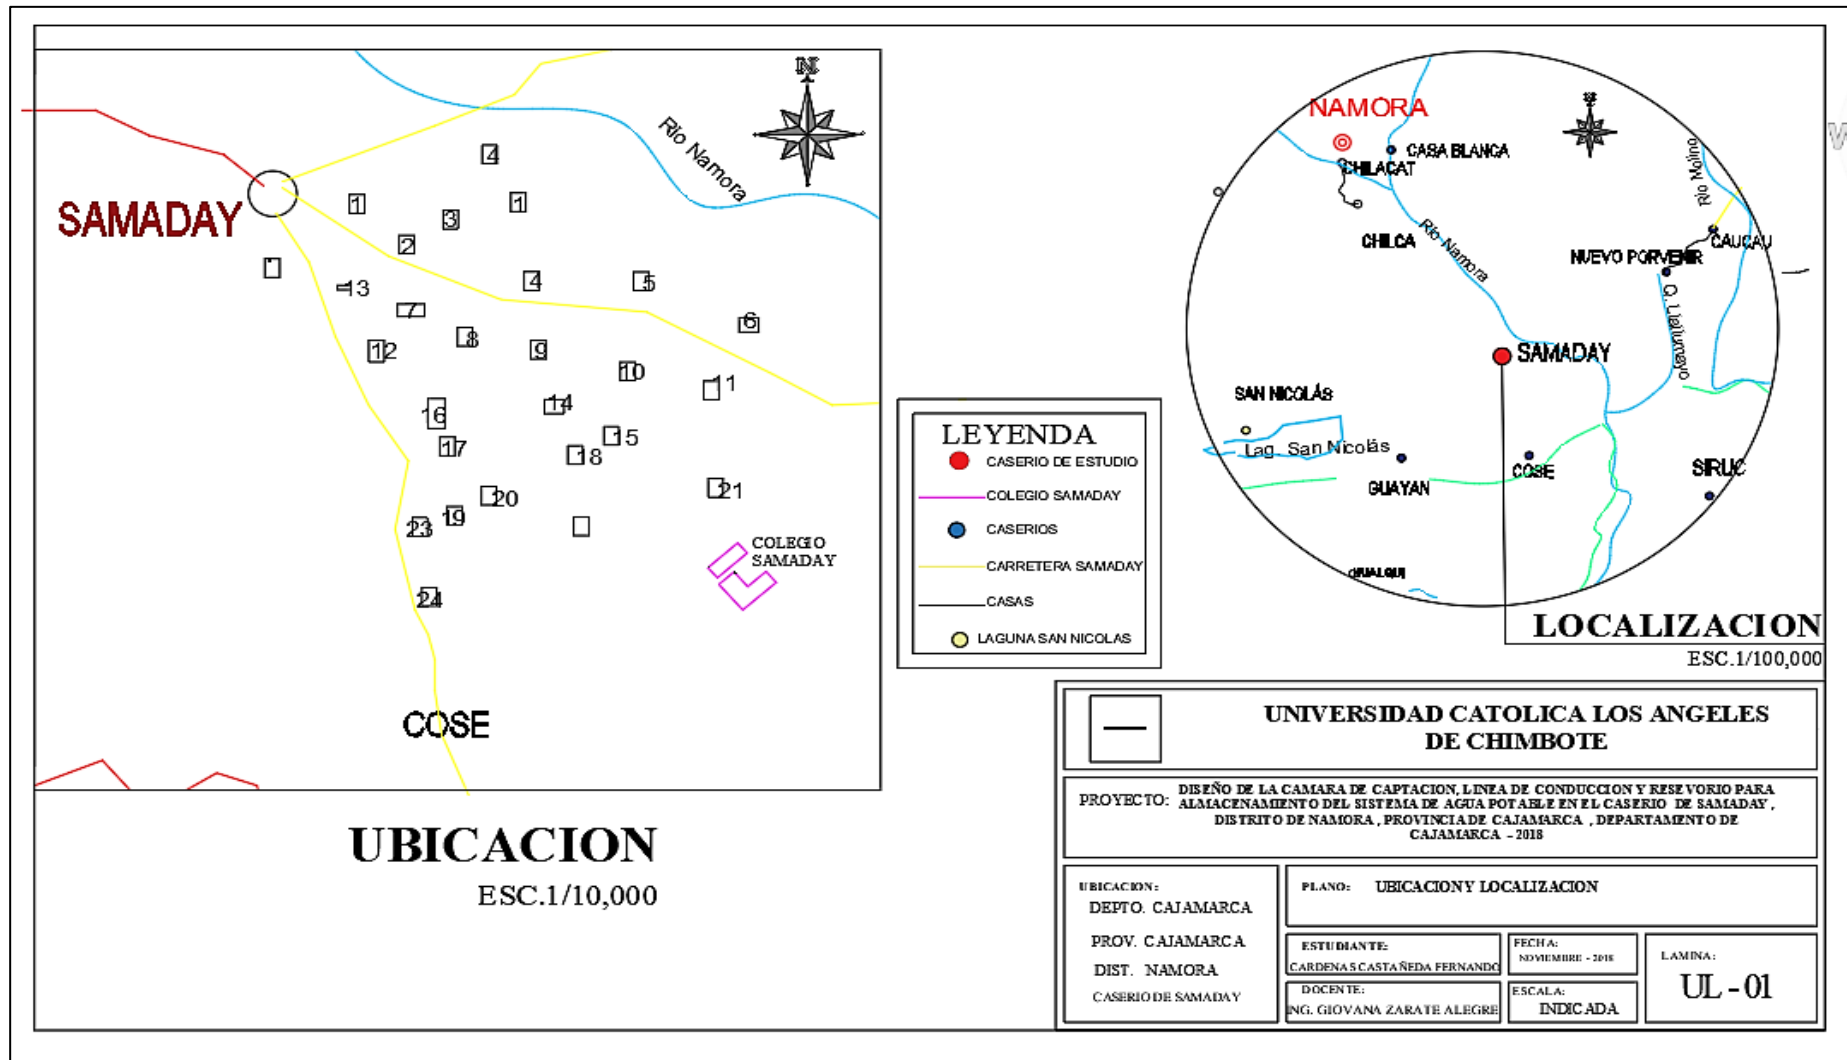 N
Río Namora
SAMADAY
4
1
1
3
2
4
5
13
7
6
8
12
9
10
11
14
16
15
17
18
21
20
19
23
24
COLEGIO
SAMADAY
COSE
UBICACION
ESC.1/10,000
LEYENDA
CASERIO DE ESTUDIO
COLEGIO SAMADAY
CASERIOS
CARRETERA SAMADAY
CASAS
LAGUNA SAN NICOLAS
NAMORA
CASA BLANCA
CHILACAT
CHILCA
Río Namora
Río Molino
CAUCAU
NUEVO PORVENIR
SAMADAY
SAN NICOLÁS
Lag. San Nicolás
GUAYAN
COSE
SIRUC
LOCALIZACION
ESC.1/100,000
UNIVERSIDAD CATOLICA LOS ANGELES
DE CHIMBOTE
PROYECTO: DISEÑO DE LA CAMARA DE CAPTACION, LINEA DE CONDUCCION Y RESEVORIO PARA
ALMACENAMIENTO DEL SISTEMA DE AGUA POTABLE EN EL CASERIO DE SAMADAY ,
DISTRITO DE NAMORA , PROVINCIA DE CAJAMARCA , DEPARTAMENTO DE
CAJAMARCA - 2018
UBICACION:
DEPTO. CAJAMARCA
PROV. CAJAMARCA
DIST. NAMORA
CASERIO DE SAMADAY
PLANO: UBICACION Y LOCALIZACION
ESTUDIANTE:
CARDENAS CASTAÑEDA FERNANDO
DOCENTE:
ING. GIOVANA ZARATE ALEGRE
FECHA:
NOVIEMBRE - 2018
ESCALA:
INDICADA
LAMINA:
UL - 01